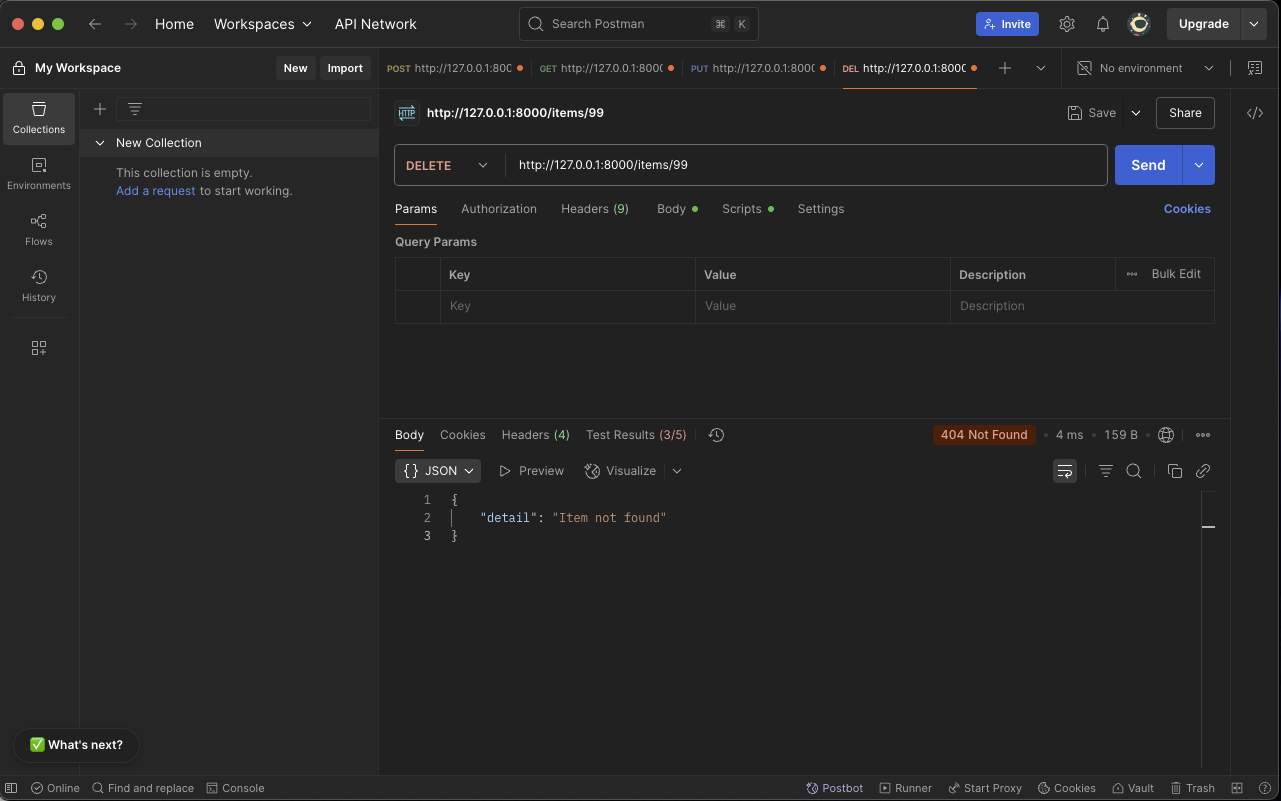 Home Workspaces API Network Search Postman ⌘ K Invite Upgrade
My Workspace New Import POST http://127.0.0.1:800 GET http://127.0.0.1:8000 PUT http://127.0.0.1:8000 DEL http://127.0.0.1:8000 No environment
Collections
Environments
Flows
History
New Collection
This collection is empty.
Add a request to start working.
HTTP http://127.0.0.1:8000/items/99 Save Share
DELETE http://127.0.0.1:8000/items/99 Send
Params Authorization Headers (9) Body Scripts Settings Cookies
Query Params
Key Value Description Bulk Edit
Key Value Description
Body Cookies Headers (4) Test Results (3/5) 404 Not Found 4 ms 159 B
{} JSON Preview Visualize
1 {
2 "detail": "Item not found"
3 }
What's next?
Online Find and replace Console Postbot Runner Start Proxy Cookies Vault Trash